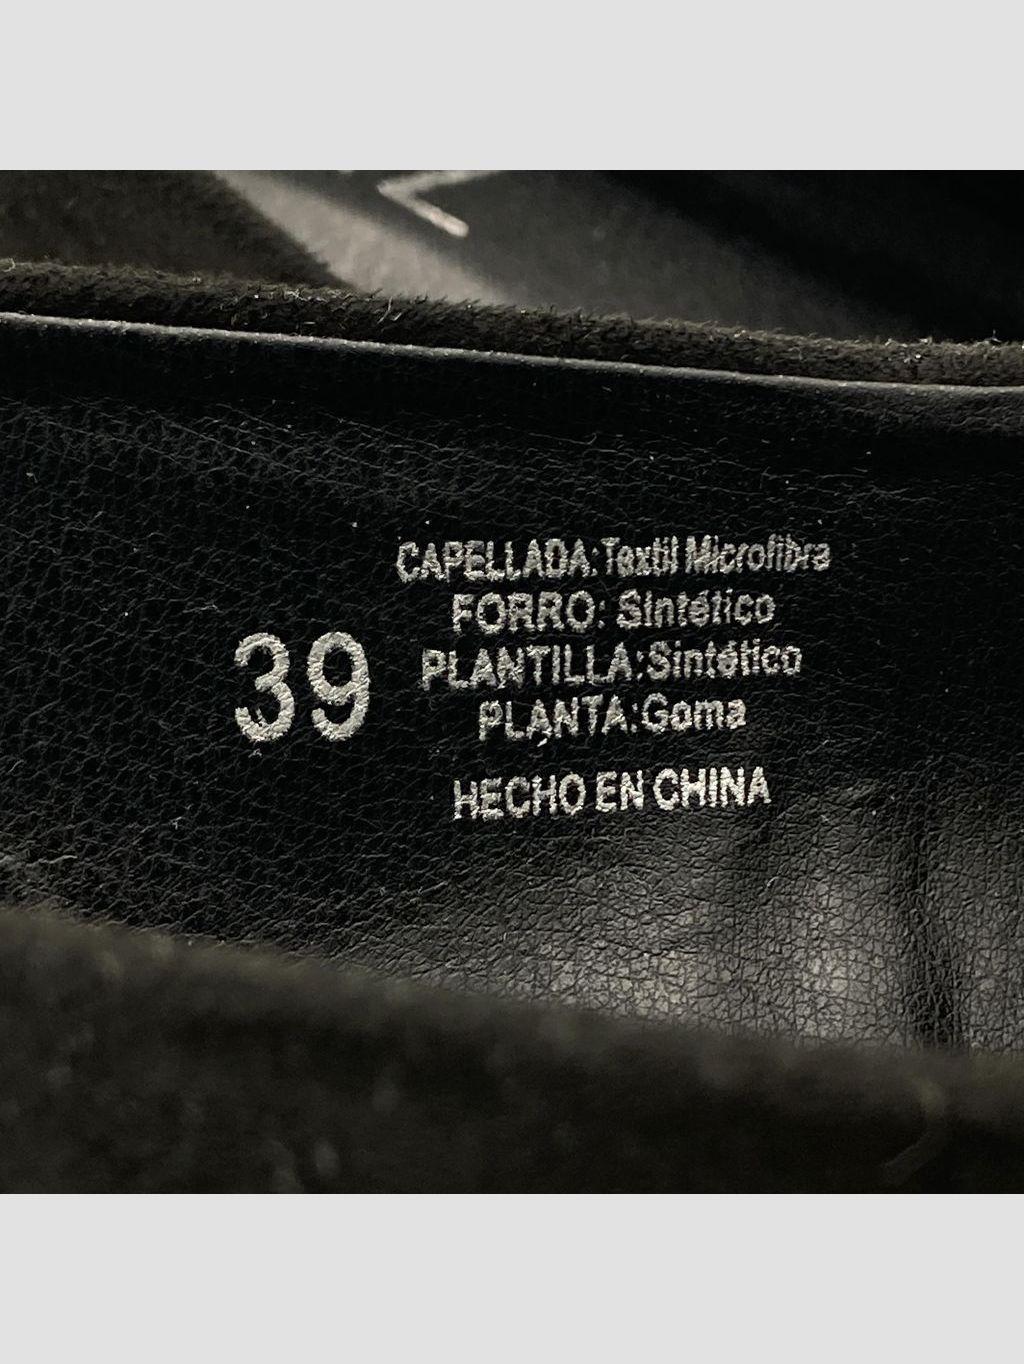 39
CAPELLADA:Textil Microfibra
FORRO: Sintético
PLANTILLA:Sintético
PLANTA:Goma
HECHO EN CHINA